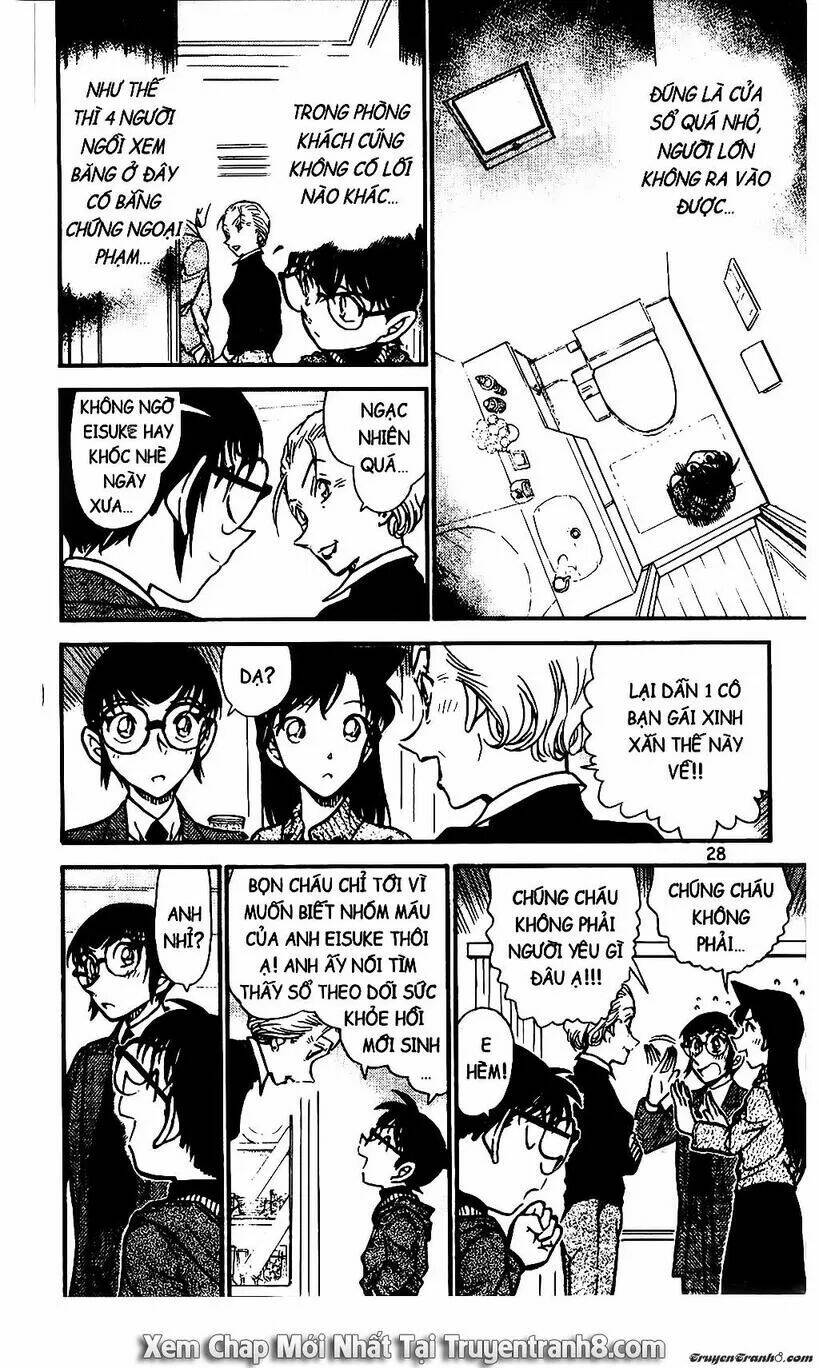 ĐÚNG LÀ CỬA
SỔ QUÁ NHỎ,
NGƯỜI LỚN
KHÔNG RA VÀO
ĐƯỢC...
TRONG PHÒNG
KHÁCH CŨNG
KHÔNG CÓ LỐI
NÀO KHÁC...
NHƯ THẾ
THÌ 4 NGƯỜI
NGỒI XEM
BĂNG Ở ĐÂY
CÓ BẰNG
CHỨNG NGOẠI
PHẠM...
NGẠC
NHIÊN
QUÁ...
KHÔNG NGỜ
EISUKE HAY
KHÓC NHÈ
NGÀY
XƯA...
LẠI DẪN 1 CÔ
BẠN GÁI XINH
XẮN THẾ NÀY
VỀ!!
DẠ?
28
CHÚNG CHÁU
KHÔNG
PHẢI...
CHÚNG CHÁU
KHÔNG PHẢI
NGƯỜI YÊU GÌ
ĐÂU Ạ!!!
E
HÈM!
BỌN CHÁU CHỈ TỚI VÌ
MUỐN BIẾT NHÓM MÁU
CỦA ANH EISUKE THÔI
Ạ! ANH ẤY NÓI TÌM
THẤY SỔ THEO DÕI SỨC
KHỎE HỒI
MỚI SINH
...
ANH
NHỈ?
Xem Chap Mới Nhất Tại Truyentranh8.com
TruyenTranh8.com